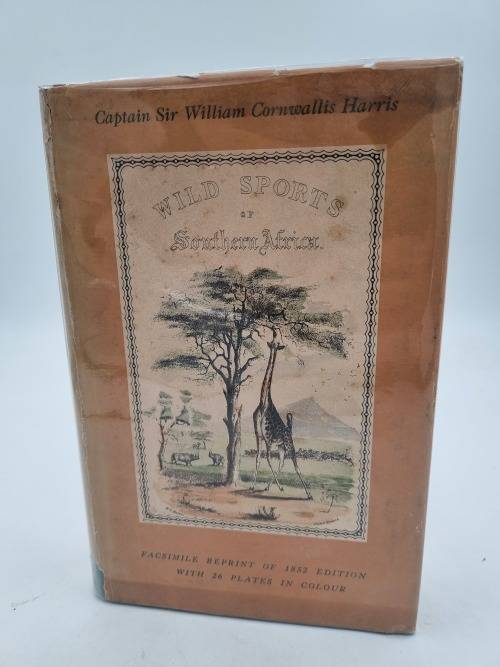 Captain Sir William Cornwallis Harris
WILD SPORTS
OF
Southern Africa.
FACSIMILE REPRINT OF 1852 EDITION
WITH 26 PLATES IN COLOUR